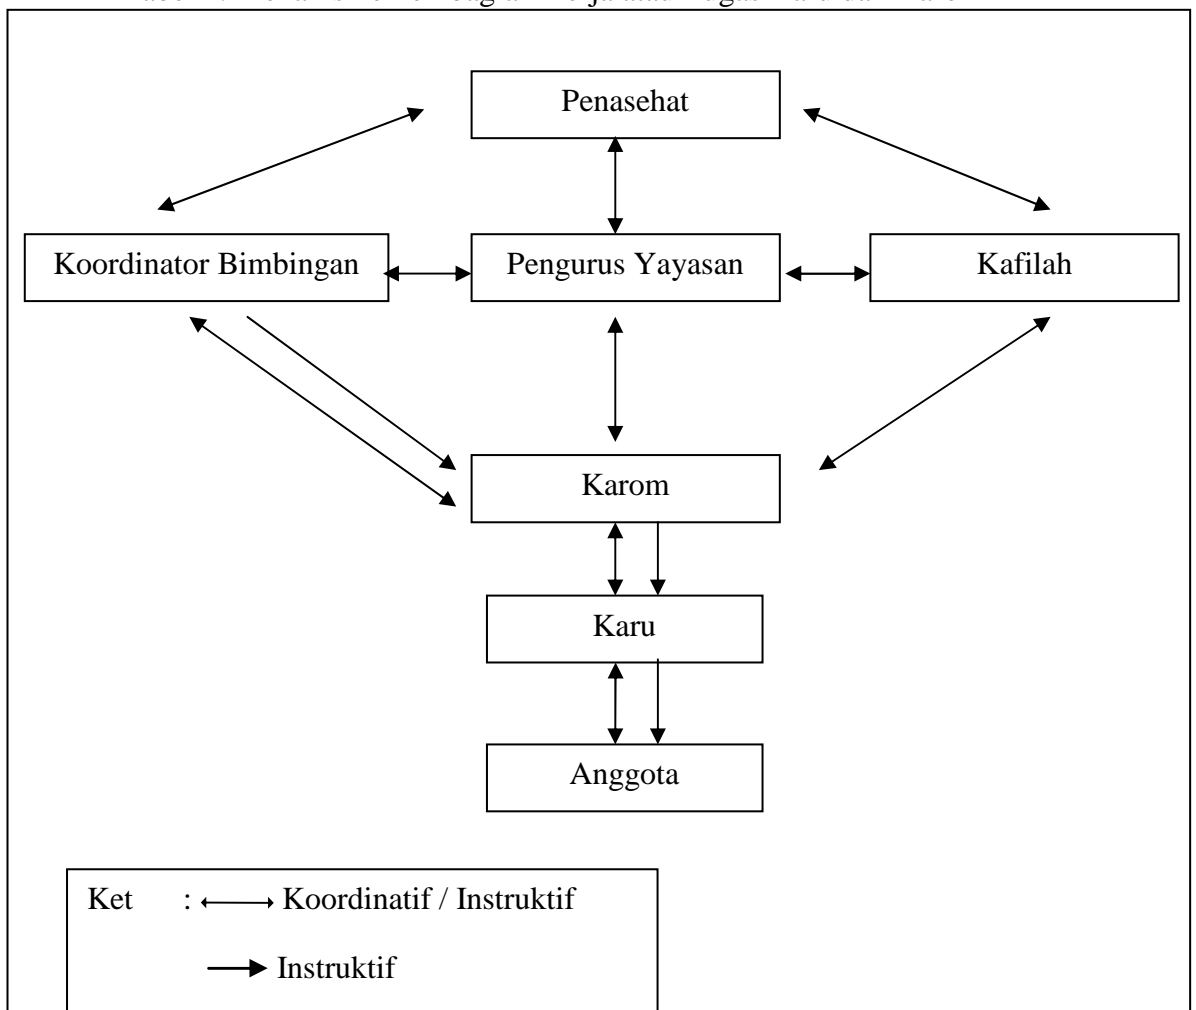 Penasehat
Koordinator Bimbingan
Pengurus Yayasan
Kafilah
Karom
Karu
Anggota
Ket : Koordinatif / Instruktif
Instruktif